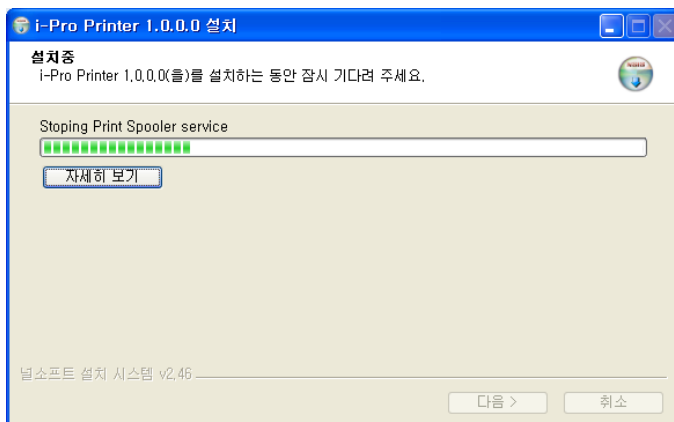 i-Pro Printer 1.0.0.0 설치
설치중
i-Pro Printer 1.0.0.0(을)를 설치하는 동안 잠시 기다려 주세요.
Stoping Print Spooler service
자세히 보기
널소프트 설치 시스템 v2.46
다음 >
취소